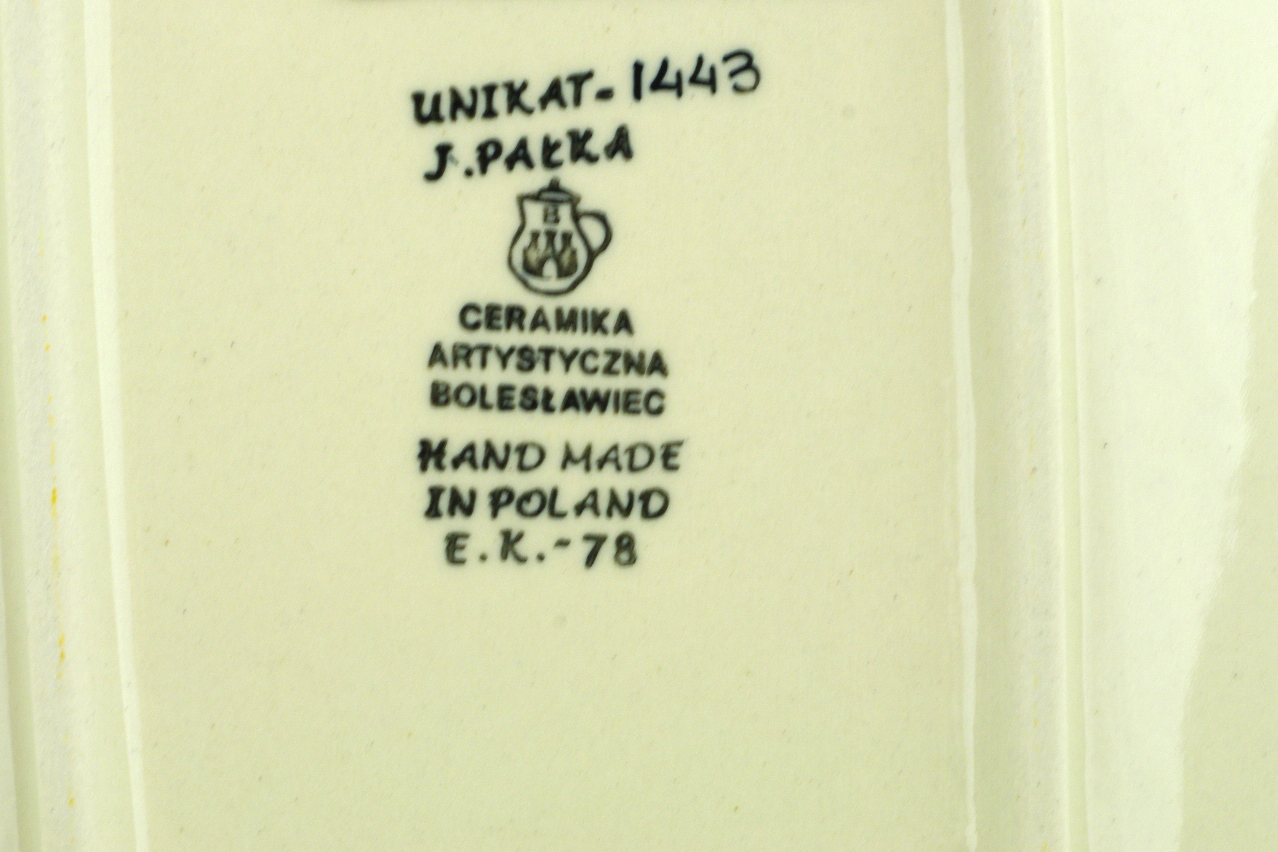 UNIKAT-1443
J.PAŁKA
B
CERAMIKA
ARTYSTYCZNA
BOLESŁAWIEC
HAND MADE
IN POLAND
E.K.-78